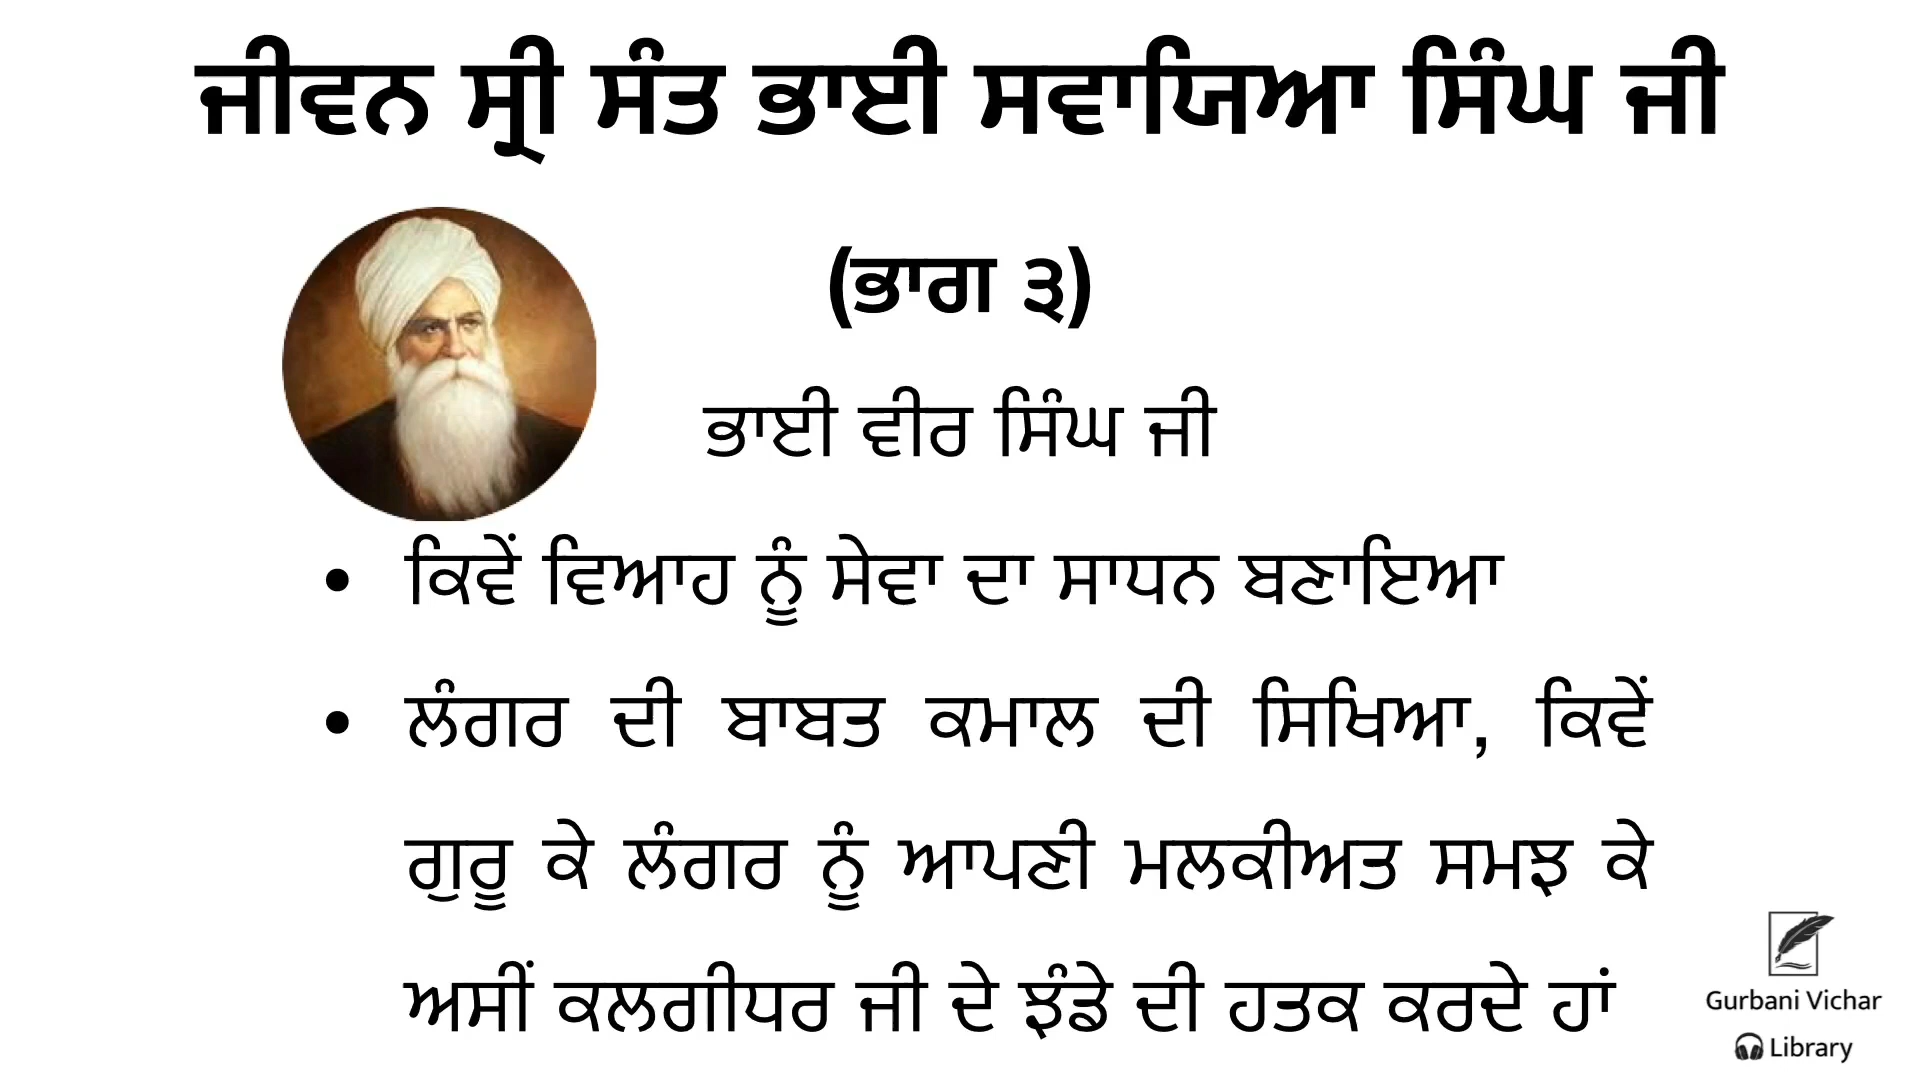 ਜੀਵਨ ਸ੍ਰੀ ਸੰਤ ਭਾਈ ਸਵਾਯਿਆ ਸਿੰਘ ਜੀ
(ਭਾਗ ੩)
ਭਾਈ ਵੀਰ ਸਿੰਘ ਜੀ
• ਕਿਵੇਂ ਵਿਆਹ ਨੂੰ ਸੇਵਾ ਦਾ ਸਾਧਨ ਬਣਾਇਆ
• ਲੰਗਰ ਦੀ ਬਾਬਤ ਕਮਾਲ ਦੀ ਸਿਖਿਆ, ਕਿਵੇਂ
ਗੁਰੂ ਕੇ ਲੰਗਰ ਨੂੰ ਆਪਣੀ ਮਲਕੀਅਤ ਸਮਝ ਕੇ
ਅਸੀਂ ਕਲਗੀਧਰ ਜੀ ਦੇ ਝੰਡੇ ਦੀ ਹਤਕ ਕਰਦੇ ਹਾਂ
Gurbani Vichar
Library